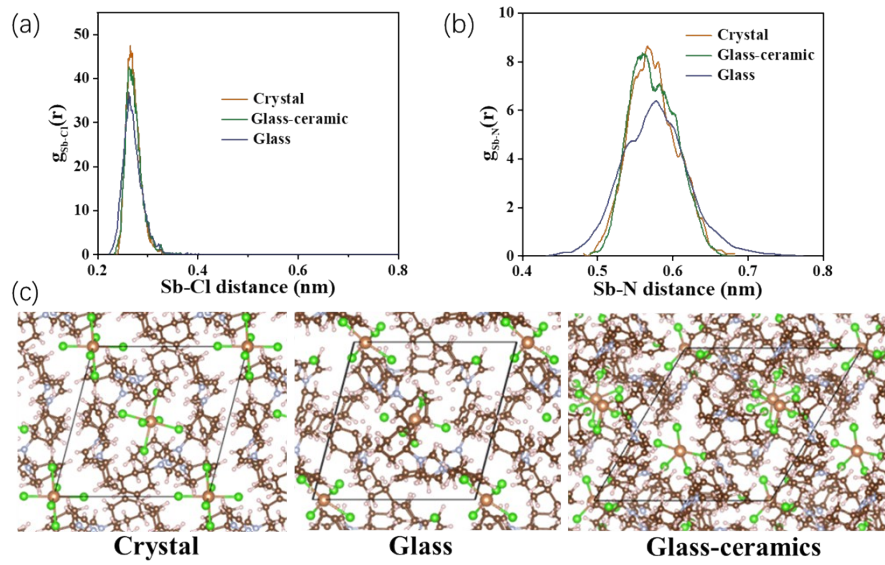 (a)
50
40
30
20
10
0
g_Sb-Cl(r)
Crystal
Glass-ceramic
Glass
0.2 0.4 0.6 0.8
Sb-Cl distance (nm)
(b)
10
8
6
4
2
0
g_Sb-N(r)
Crystal
Glass-ceramic
Glass
0.4 0.5 0.6 0.7 0.8
Sb-N distance (nm)
(c)
Crystal Glass Glass-ceramics